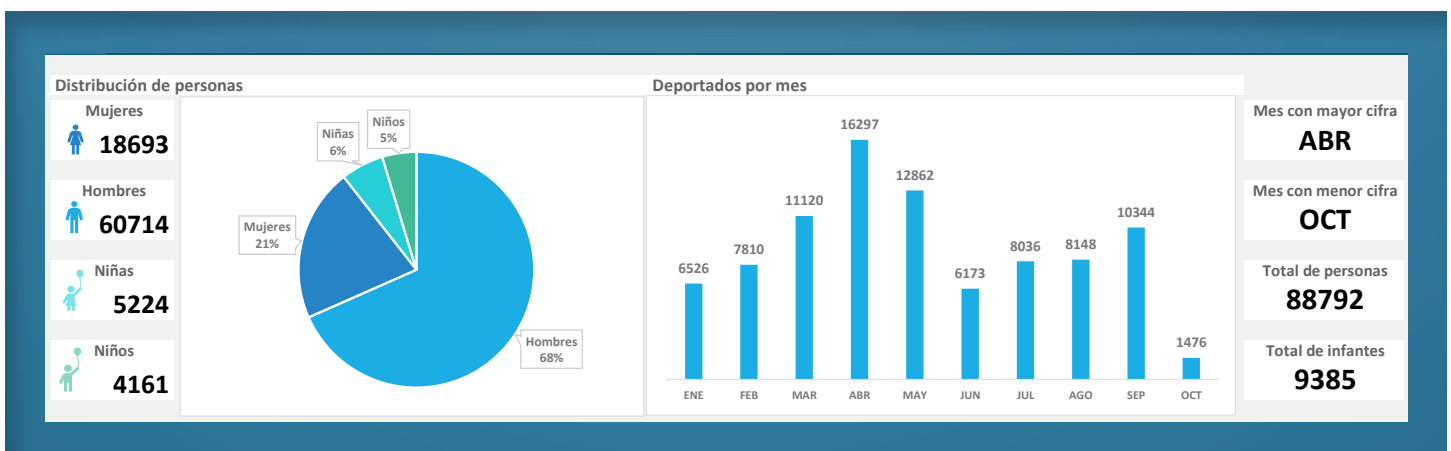 Distribución de personas
Mujeres
18693
Hombres
60714
Niñas
5224
Niños
4161
Niños
5%
Niñas
6%
Mujeres
21%
Hombres
68%
Deportados por mes
6526
7810
11120
16297
12862
6173
8036
8148
10344
1476
ENE FEB MAR ABR MAY JUN JUL AGO SEP OCT
Mes con mayor cifra
ABR
Mes con menor cifra
OCT
Total de personas
88792
Total de infantes
9385